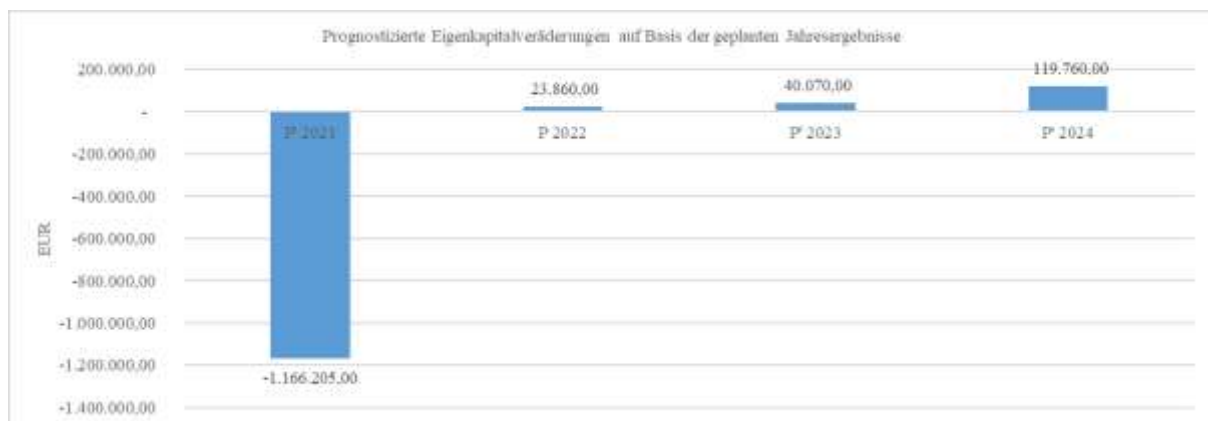 Prognostizierte Eigenkapitalveräderungen auf Basis der geplanten Jahresergebnisse
119.760,00
200.000,00
23.860,00
40.070,00
-
P' 2021
P 2022
P' 2023
P' 2024
-200.000,00
-400.000,00
EUR
-600.000,00
-800.000,00
-1.000.000,00
-1.200.000,00
-1.166.205,00
-1.400.000,00